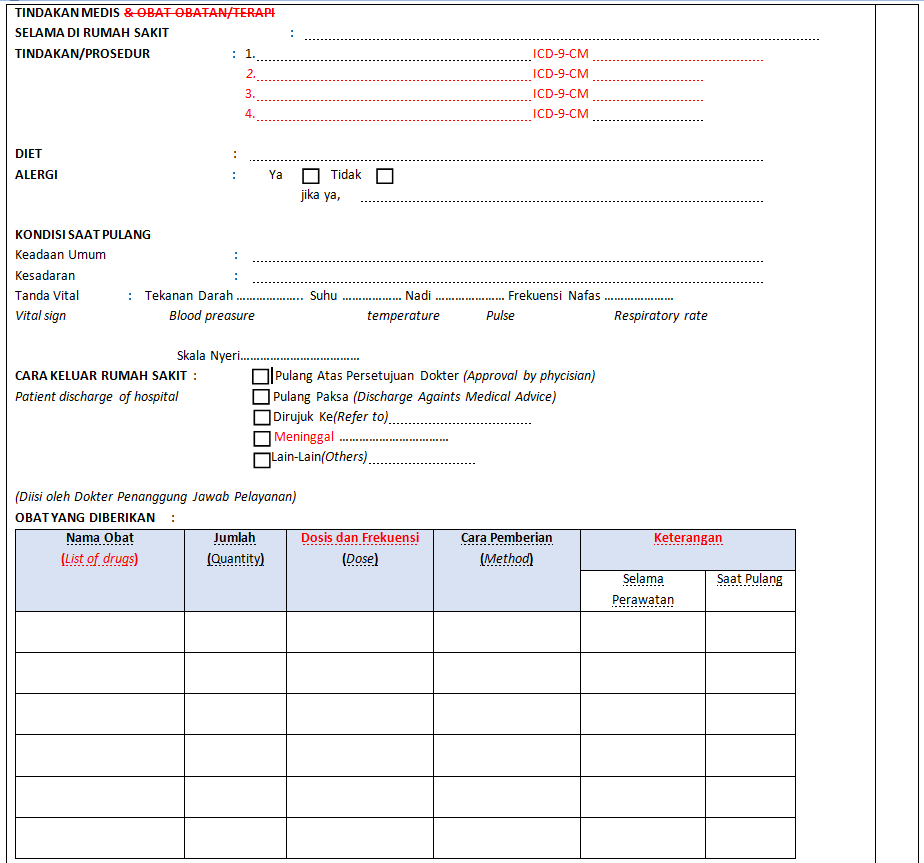 TINDAKAN MEDIS & OBAT OBATAN/TERAPI
SELAMA DI RUMAH SAKIT :
TINDAKAN/PROSEDUR : 1. ICD-9-CM
2. ICD-9-CM
3. ICD-9-CM
4. ICD-9-CM
DIET :
ALERGI : Ya Tidak
jika ya,
KONDISI SAAT PULANG
Keadaan Umum :
Kesadaran :
Tanda Vital : Tekanan Darah ……………….. Suhu ……………… Nadi ………………… Frekuensi Nafas …………………
Vital sign Blood preasure temperature Pulse Respiratory rate
Skala Nyeri………………………………
CARA KELUAR RUMAH SAKIT : Pulang Atas Persetujuan Dokter (Approval by phycisian)
Patient discharge of hospital Pulang Paksa (Discharge Againts Medical Advice)
Dirujuk Ke(Refer to)
Meninggal ……………………………
Lain-Lain(Others)
(Diisi oleh Dokter Penanggung Jawab Pelayanan)
OBAT YANG DIBERIKAN :
Nama Obat Jumlah Dosis dan Frekuensi Cara Pemberian Keterangan
(List of drugs) (Quantity) (Dose) (Method)
Selama Saat Pulang
Perawatan